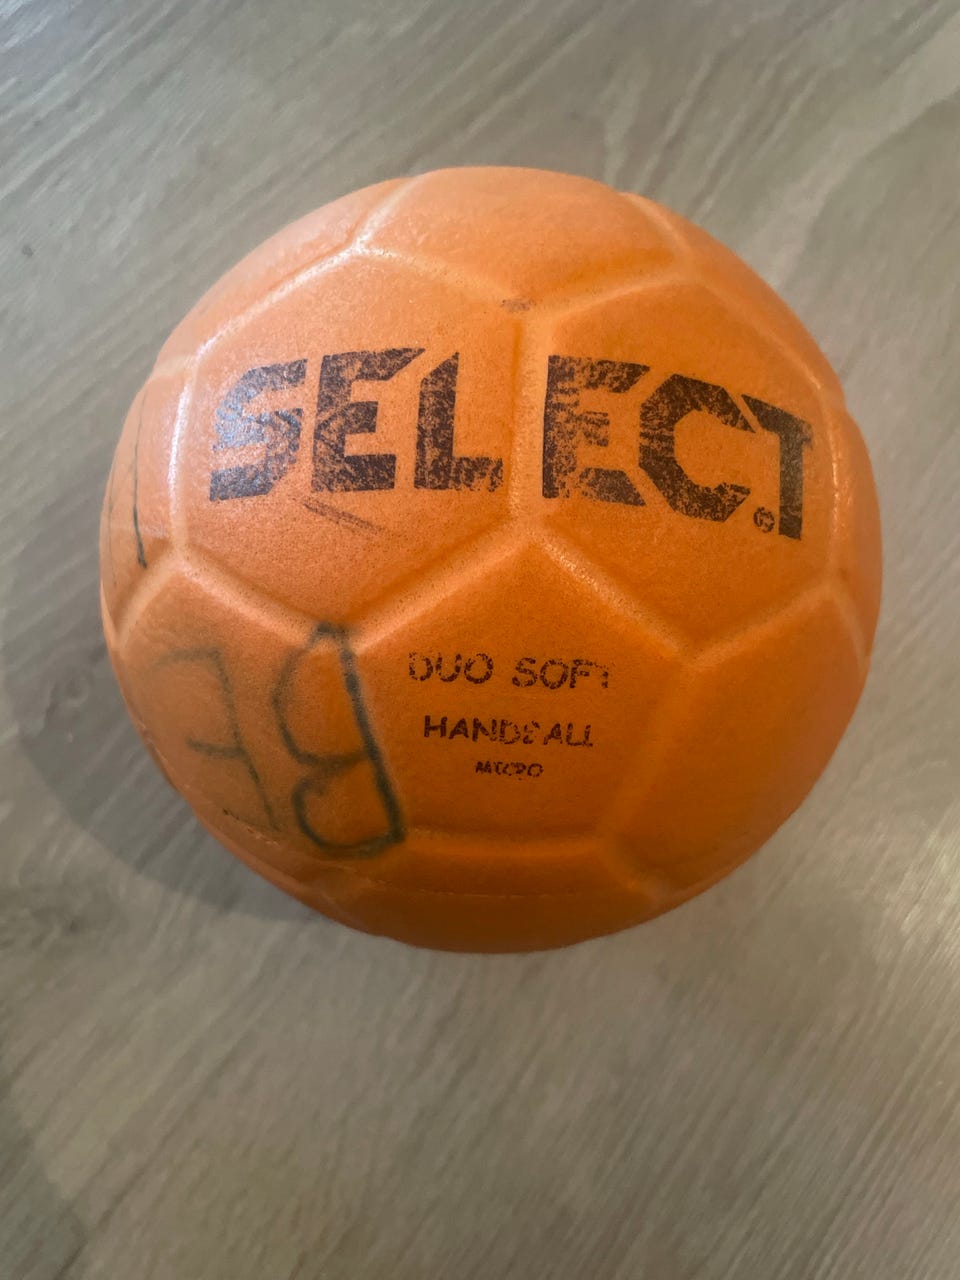 SELECT®
DUO SOFT
HANDBALL
MICRO
BE